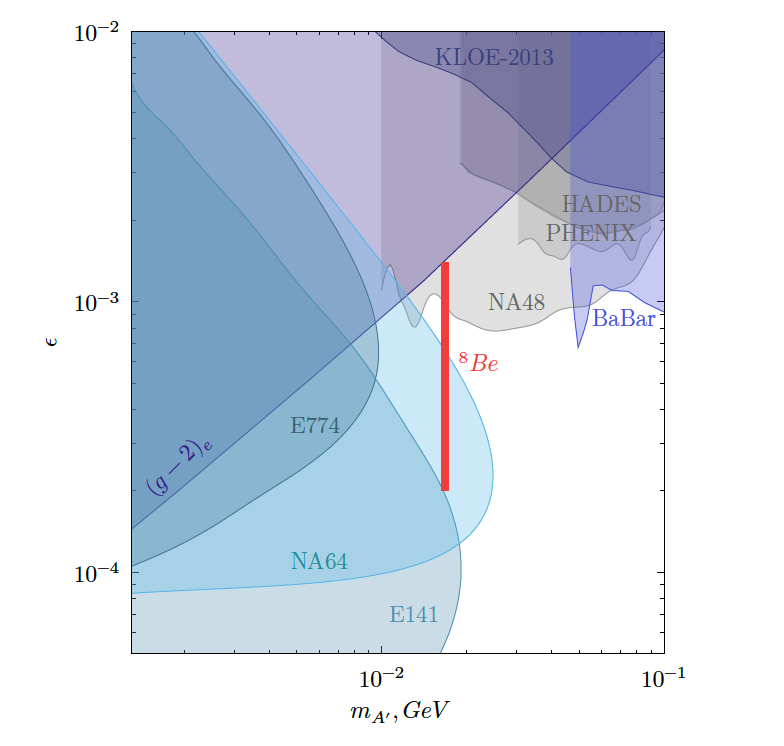 10⁻²
KLOE-2013
HADES
PHENIX
10⁻³
NA48
BaBar
ϵ
⁸Be
E774
(g − 2)ₑ
NA64
10⁻⁴
E141
10⁻²
10⁻¹
m_A′, GeV